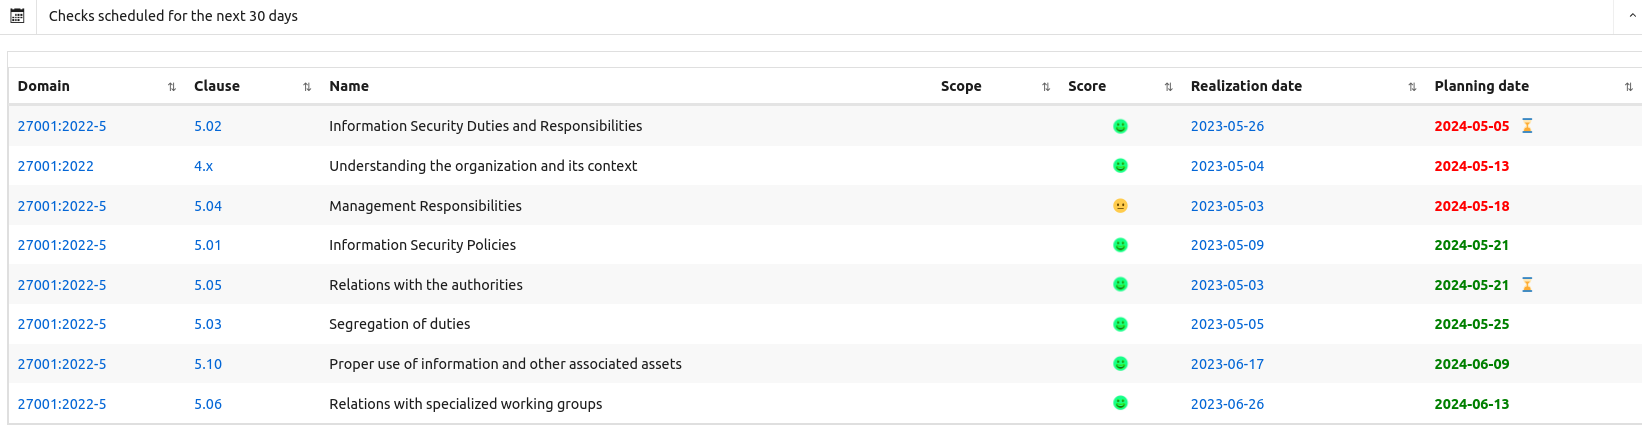 Checks scheduled for the next 30 days
Domain Clause Name Scope Score Realization date Planning date
27001:2022-5 5.02 Information Security Duties and Responsibilities 2023-05-26 2024-05-05
27001:2022 4.x Understanding the organization and its context 2023-05-04 2024-05-13
27001:2022-5 5.04 Management Responsibilities 2023-05-03 2024-05-18
27001:2022-5 5.01 Information Security Policies 2023-05-09 2024-05-21
27001:2022-5 5.05 Relations with the authorities 2023-05-03 2024-05-21
27001:2022-5 5.03 Segregation of duties 2023-05-05 2024-05-25
27001:2022-5 5.10 Proper use of information and other associated assets 2023-06-17 2024-06-09
27001:2022-5 5.06 Relations with specialized working groups 2023-06-26 2024-06-13